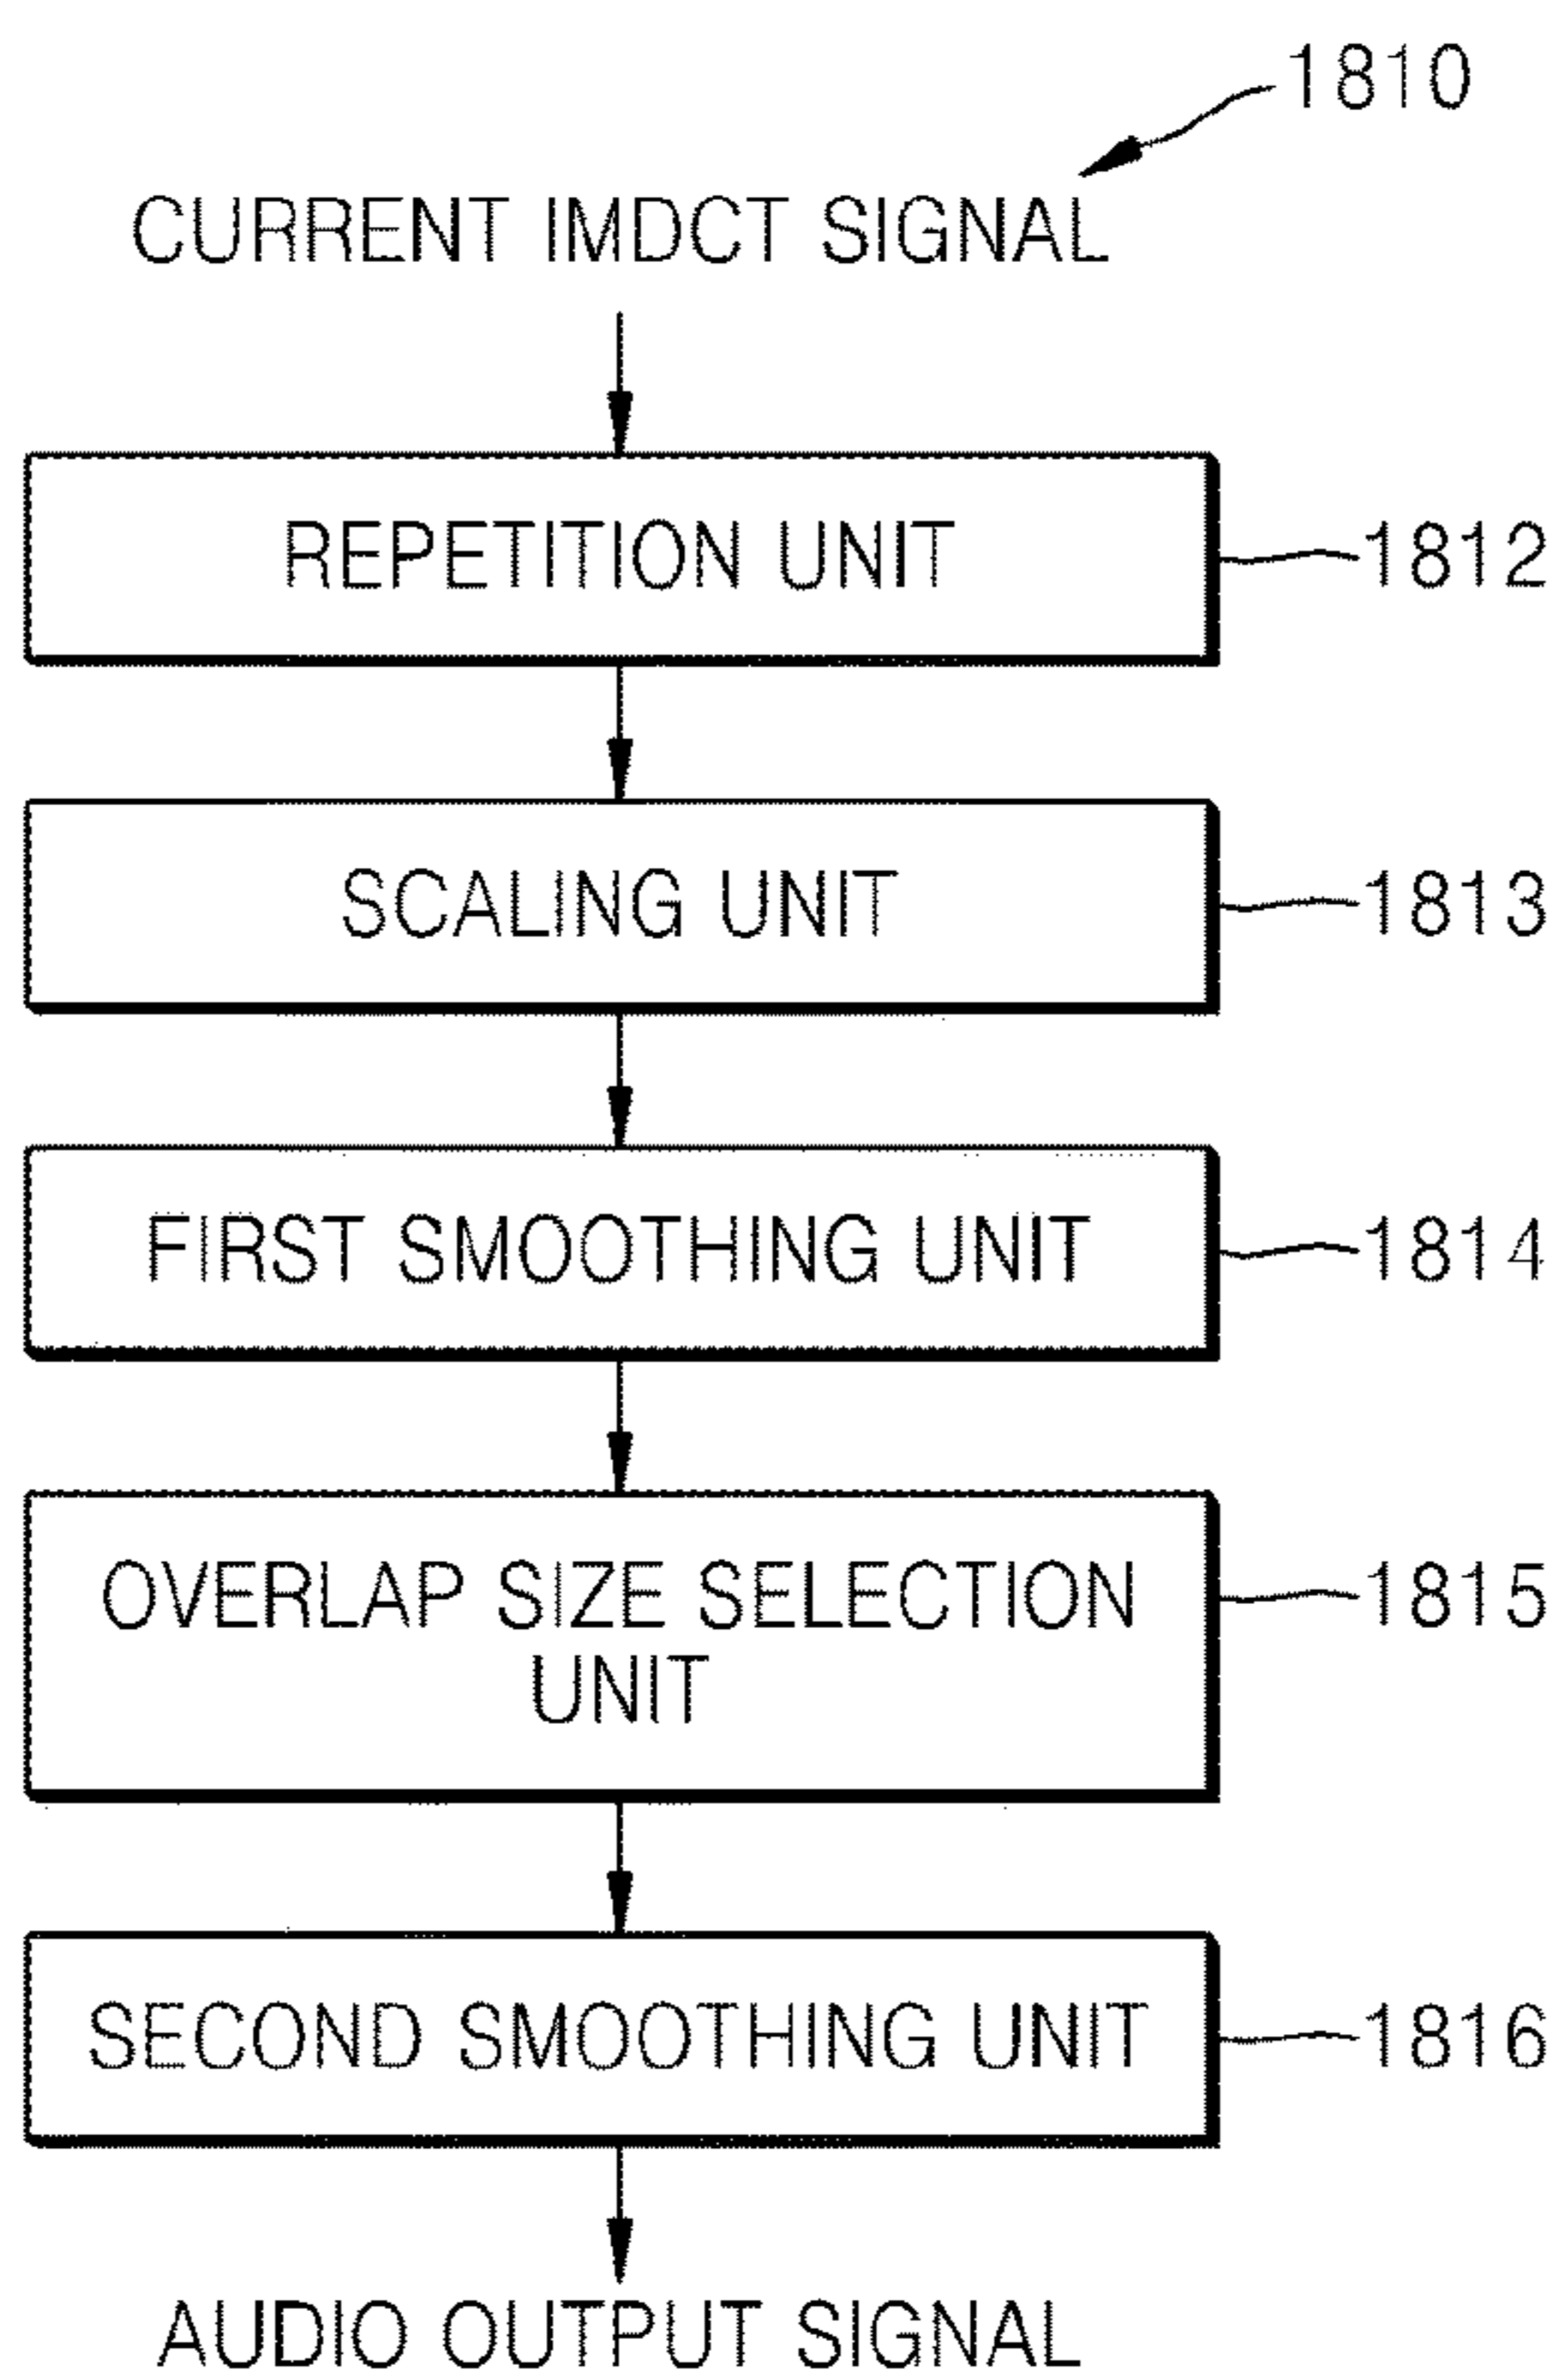 1810
CURRENT IMDCT SIGNAL
REPETITION UNIT
1812
SCALING UNIT
1813
FIRST SMOOTHING UNIT
1814
OVERLAP SIZE SELECTION
UNIT
1815
SECOND SMOOTHING UNIT
1816
AUDIO OUTPUT SIGNAL